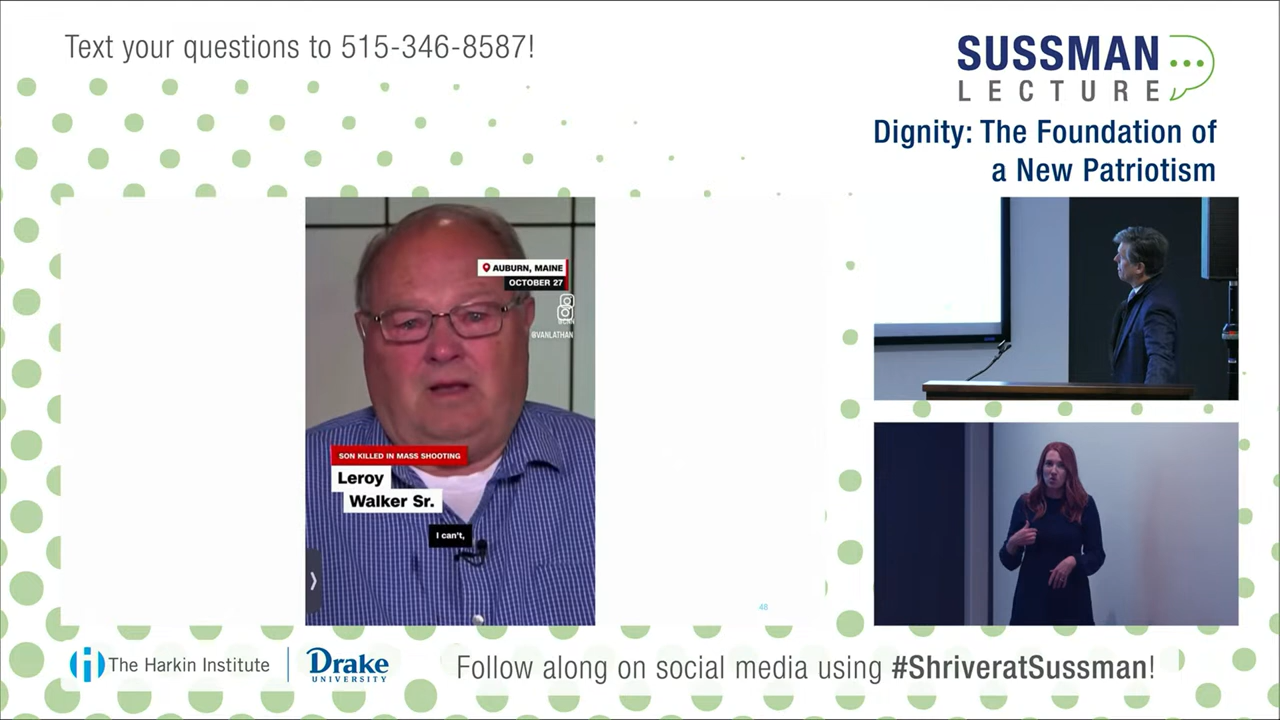 Text your questions to 515-346-8587!
SUSSMAN
LECTURE
Dignity: The Foundation of
a New Patriotism
AUBURN, MAINE
OCTOBER 27
@CNN
@VANLATHAN
SON KILLED IN MASS SHOOTING
Leroy
Walker Sr.
I can't,
48
The Harkin Institute
Drake
UNIVERSITY
Follow along on social media using #ShriveratSussman!